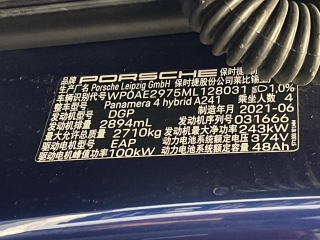 PORSCHE 保时捷
生产厂名 Porsche Leipzig GmbH 保时捷股份公司莱比锡工厂
车辆识别代号 WP0AE2975ML128031 1,0%
整车型号 Panamera 4 hybrid A241 乘坐人数 4
发动机型号 DGP 制造年月 2021-06
发动机排量 2894mL 发动机序列号 031666
最大允许总质量 2710kg 发动机最大净功率 243kW
驱动电机型号 EAP 动力电池系统额定电压 374V
驱动电机峰值功率 100kW 动力电池系统额定容量 48Ah